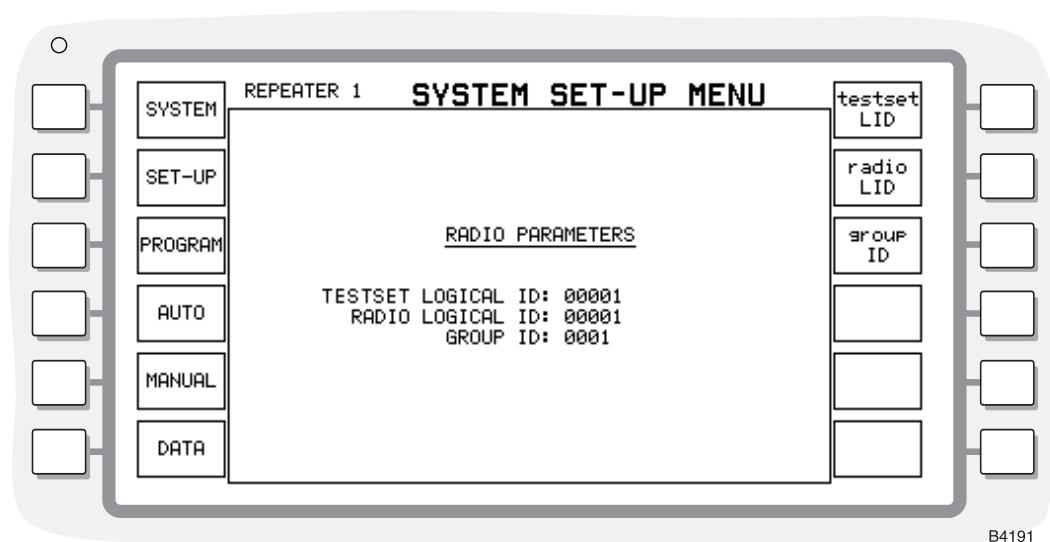 REPEATER 1
SYSTEM SET-UP MENU
SYSTEM
SET-UP
PROGRAM
AUTO
MANUAL
DATA
RADIO PARAMETERS
TESTSET LOGICAL ID: 00001
RADIO LOGICAL ID: 00001
GROUP ID: 0001
testset
LID
radio
LID
group
ID
B4191